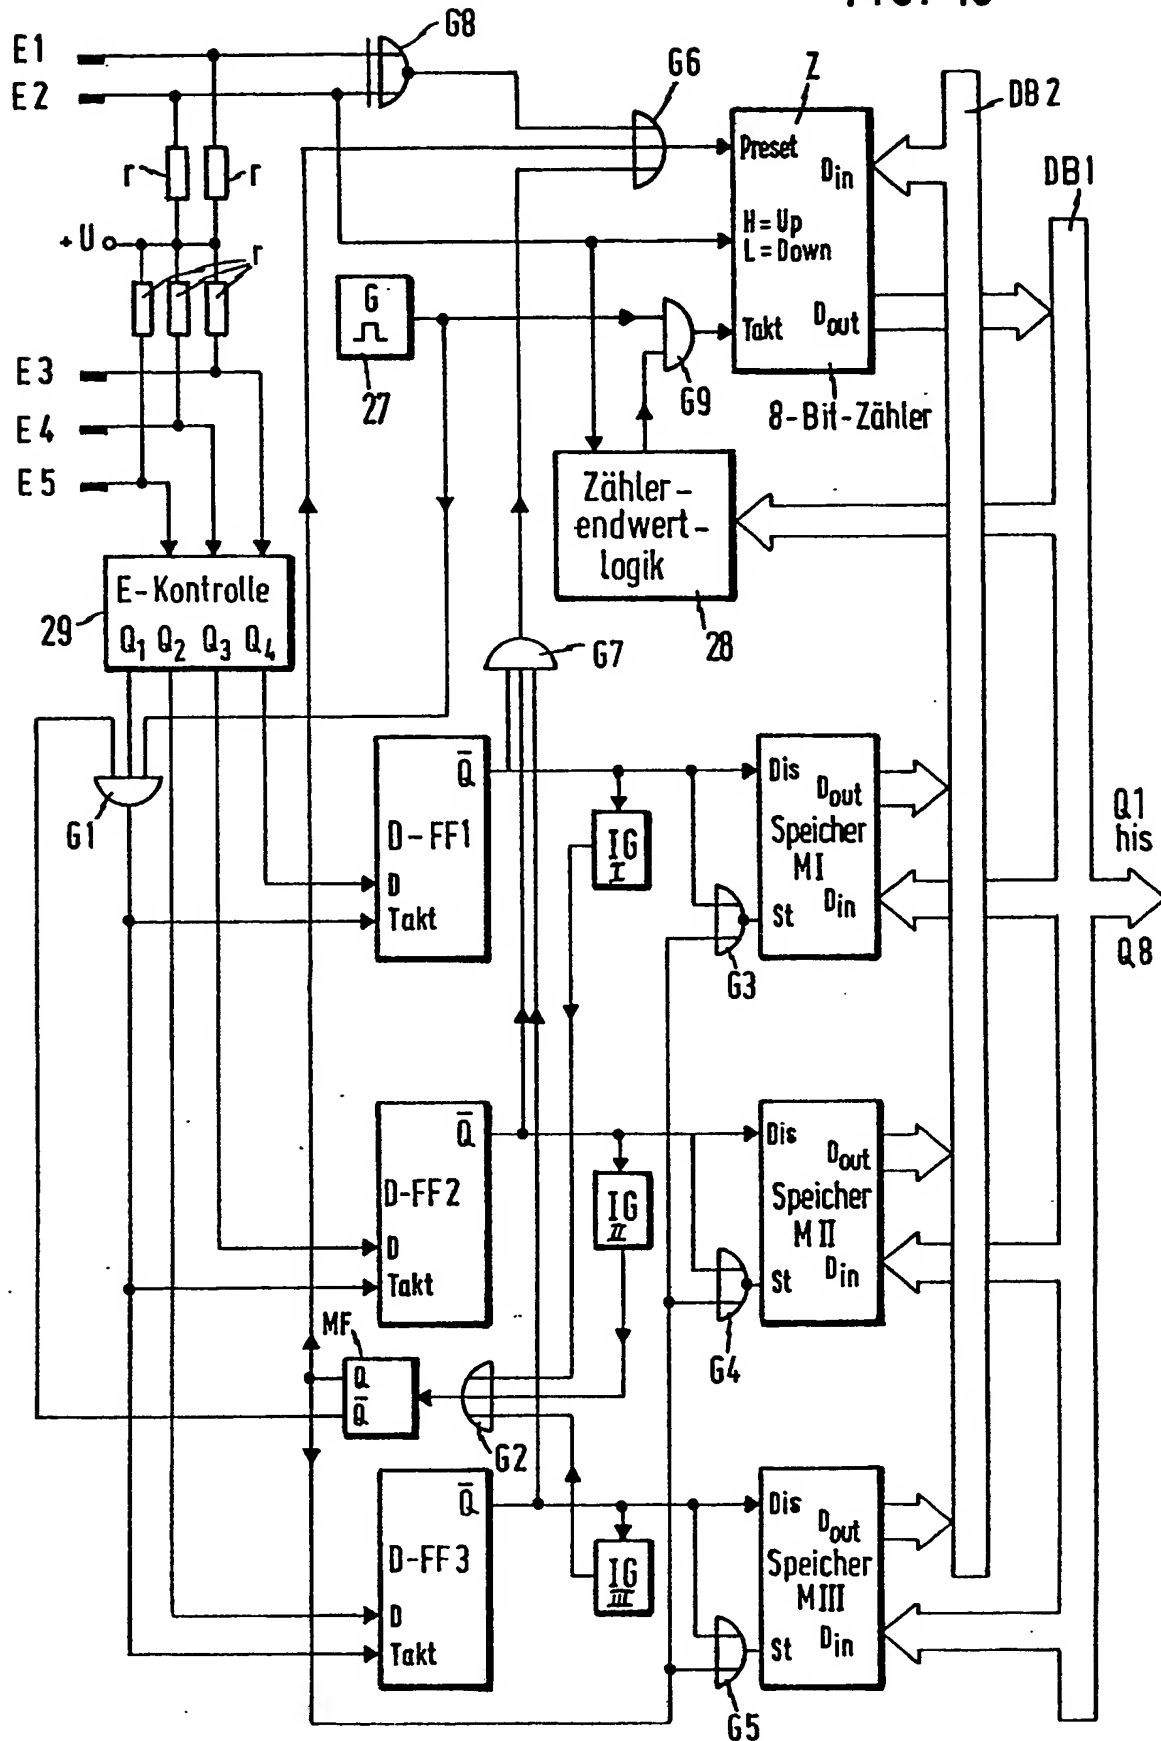 E1
E2
G8
G6
Z
DB2
DB1
r
r
+U
r
Preset
Din
H=Up
L=Down
Takt
Dout
8-Bit-Zähler
G
27
G9
E3
E4
E5
Zähler-
endwert-
logik
28
E-Kontrolle
Q1 Q2 Q3 Q4
29
G7
G1
D-FF1
Q̅
D
Takt
IG
I
Dis
Dout
Speicher
MI
Din
St
G3
Q1
his
Q8
D-FF2
Q̅
D
Takt
IG
II
Dis
Dout
Speicher
MII
Din
St
G4
MF
Q
Q̅
G2
D-FF3
Q̅
D
Takt
IG
III
Dis
Dout
Speicher
MIII
Din
St
G5